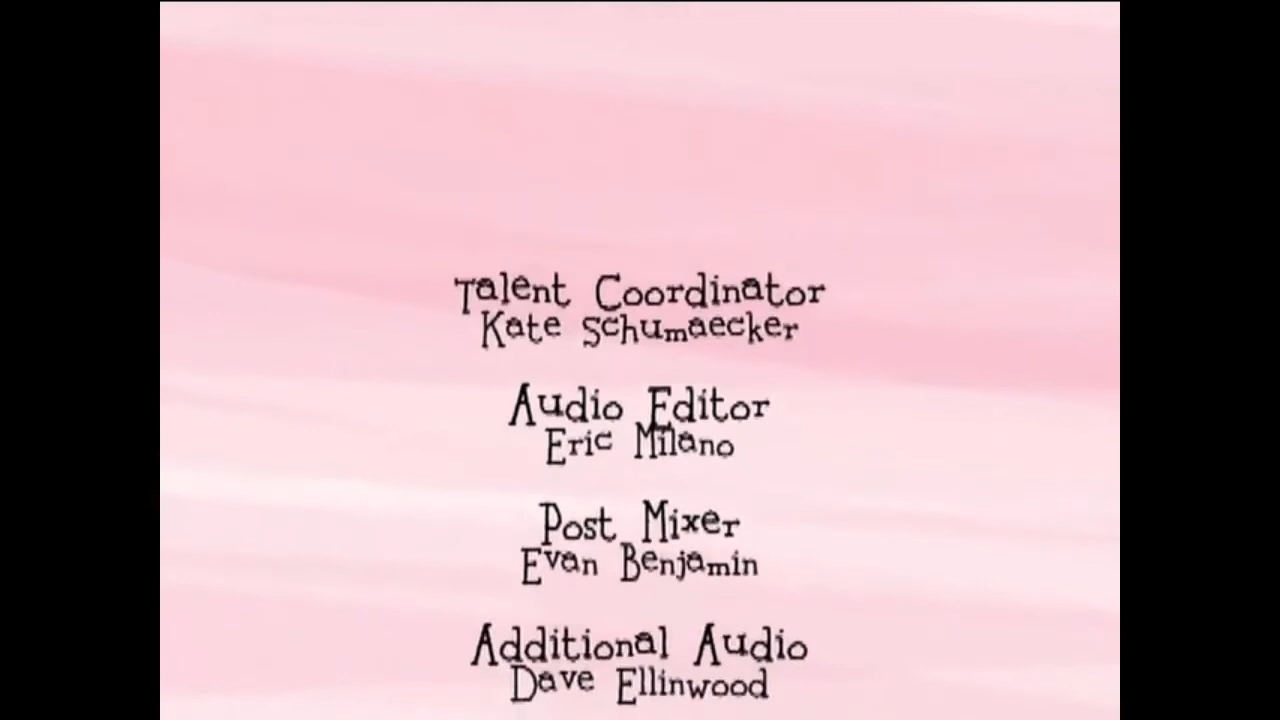 Talent Coordinator
Kate Schumaecker
Audio Editor
Eric Milano
Post Mixer
Evan Benjamin
Additional Audio
Dave Ellinwood